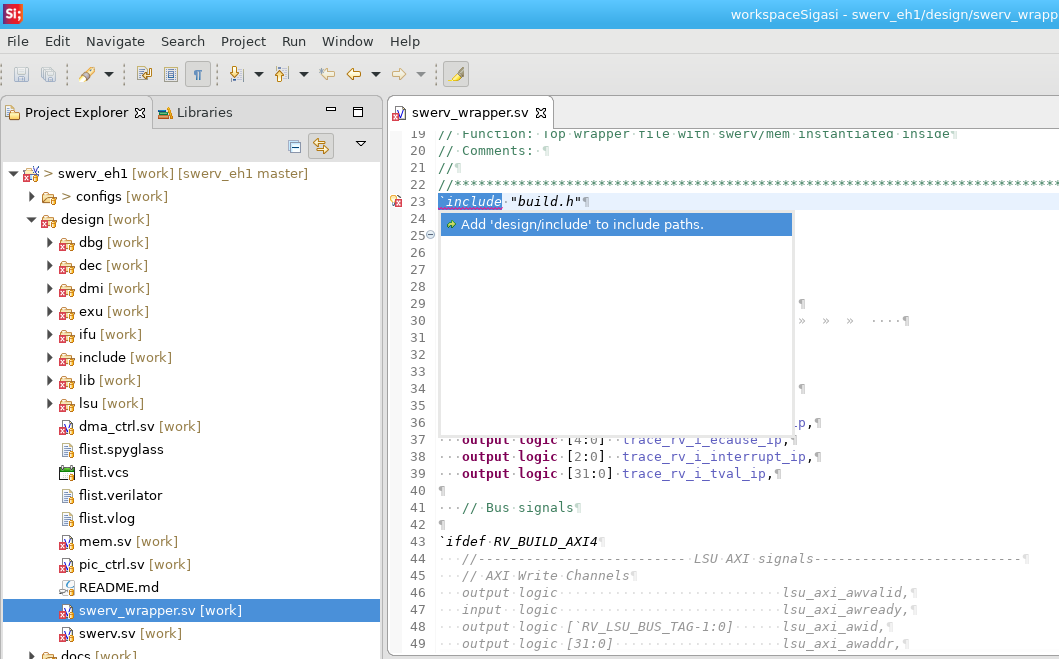 Si;
workspaceSigasi - swerv_eh1/design/swerv_wrapp
File Edit Navigate Search Project Run Window Help
Project Explorer
Libraries
> swerv_eh1 [work] [swerv_eh1 master]
> configs [work]
design [work]
dbg [work]
dec [work]
dmi [work]
exu [work]
ifu [work]
include [work]
lib [work]
lsu [work]
dma_ctrl.sv [work]
flist.spyglass
flist.vcs
flist.verilator
flist.vlog
mem.sv [work]
pic_ctrl.sv [work]
README.md
swerv_wrapper.sv [work]
swerv.sv [work]
docs [work]
swerv_wrapper.sv
19 // Function: Top wrapper file with swerv/mem instantiated inside¶
20 // Comments: ¶
21 //¶
22 //******************************************************************************
23 `include "build.h"¶
Add 'design/include' to include paths.
24
25
26
27
28
29 ¶
30 » » » ····¶
31
32
33
34 ¶
35
36 ip,¶
37 ···output·logic·[4:0]··trace_rv_i_ecause_ip,¶
38 ···output·logic·[2:0]··trace_rv_i_interrupt_ip,¶
39 ···output·logic·[31:0]·trace_rv_i_tval_ip,¶
40 ¶
41 ···// Bus signals¶
42 ¶
43 `ifdef RV_BUILD_AXI4¶
44 //-------------------------- LSU AXI signals--------------------------¶
45 // AXI Write Channels¶
46 output logic lsu_axi_awvalid,¶
47 input logic lsu_axi_awready,¶
48 output logic [`RV_LSU_BUS_TAG-1:0] lsu_axi_awid,¶
49 output logic [31:0] lsu_axi_awaddr,¶